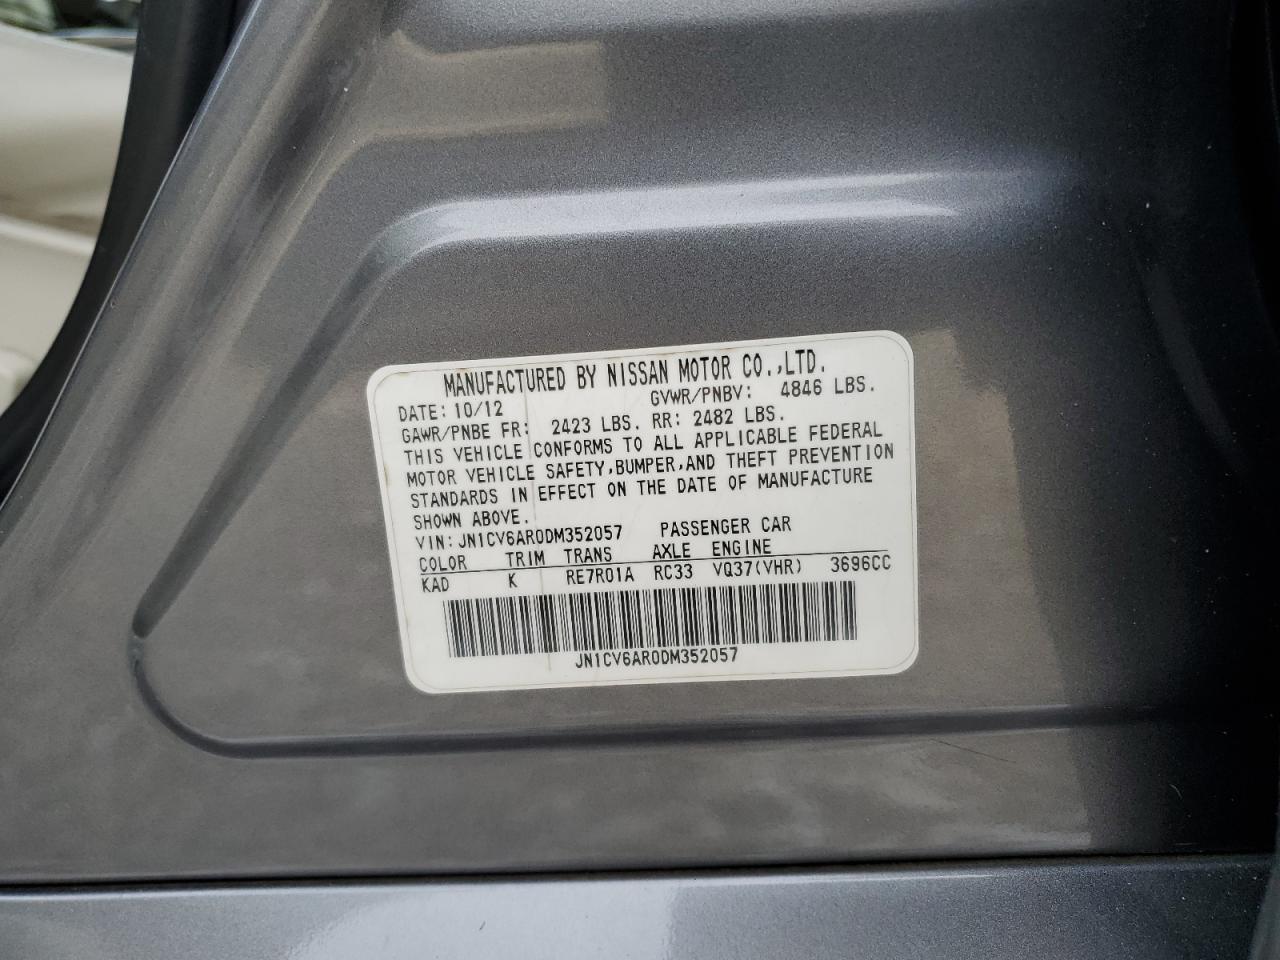 MANUFACTURED BY NISSAN MOTOR CO.,LTD.
DATE: 10/12 GVWR/PNBV: 4846 LBS.
GAWR/PNBE FR: 2423 LBS. RR: 2482 LBS.
THIS VEHICLE CONFORMS TO ALL APPLICABLE FEDERAL
MOTOR VEHICLE SAFETY,BUMPER,AND THEFT PREVENTION
STANDARDS IN EFFECT ON THE DATE OF MANUFACTURE
SHOWN ABOVE.
VIN: JN1CV6AR0DM352057 PASSENGER CAR
COLOR TRIM TRANS AXLE ENGINE
KAD K RE7R01A RC33 VQ37(VHR) 3696CC
JN1CV6AR0DM352057